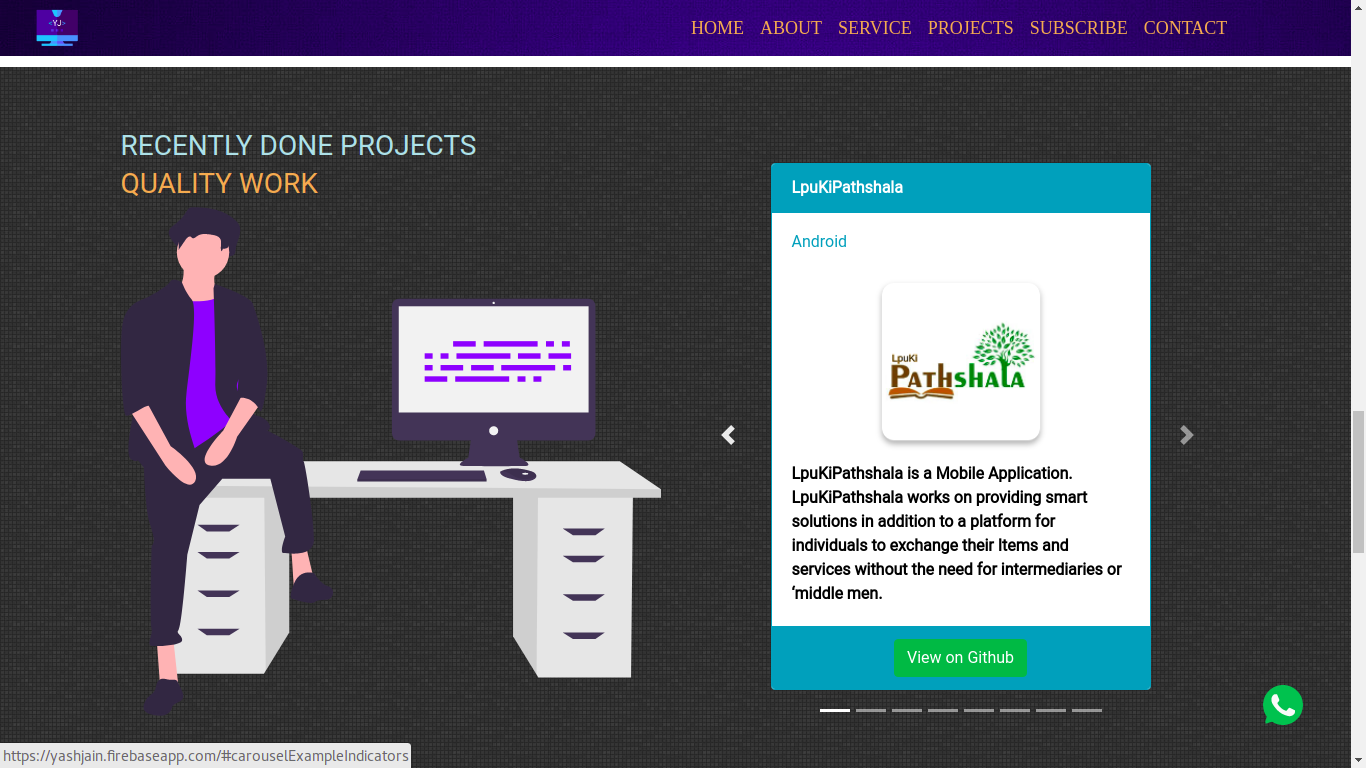 YJ
HOME ABOUT SERVICE PROJECTS SUBSCRIBE CONTACT
RECENTLY DONE PROJECTS
QUALITY WORK
LpuKiPathshala
Android
LpuKi
PATHSHALA
LpuKiPathshala is a Mobile Application.
LpuKiPathshala works on providing smart
solutions in addition to a platform for
individuals to exchange their Items and
services without the need for intermediaries or
‘middle men.
View on Github
https://yashjain.firebaseapp.com/#carouselExampleIndicators